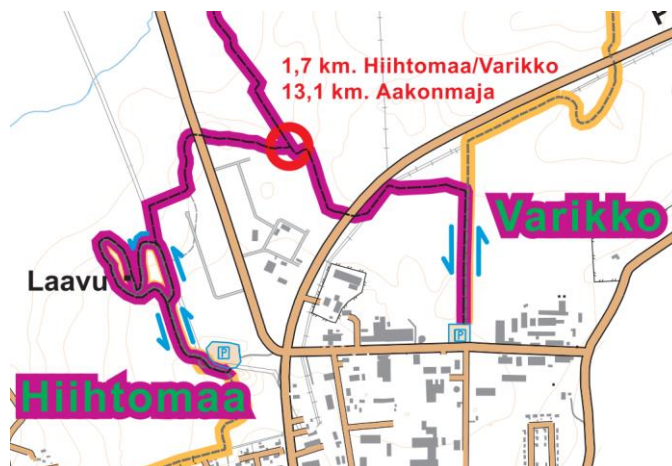 1,7 km. Hiihtomaa/Varikko
13,1 km. Aakonmaja
Varikko
Laavu
P
P
Hiihtomaa